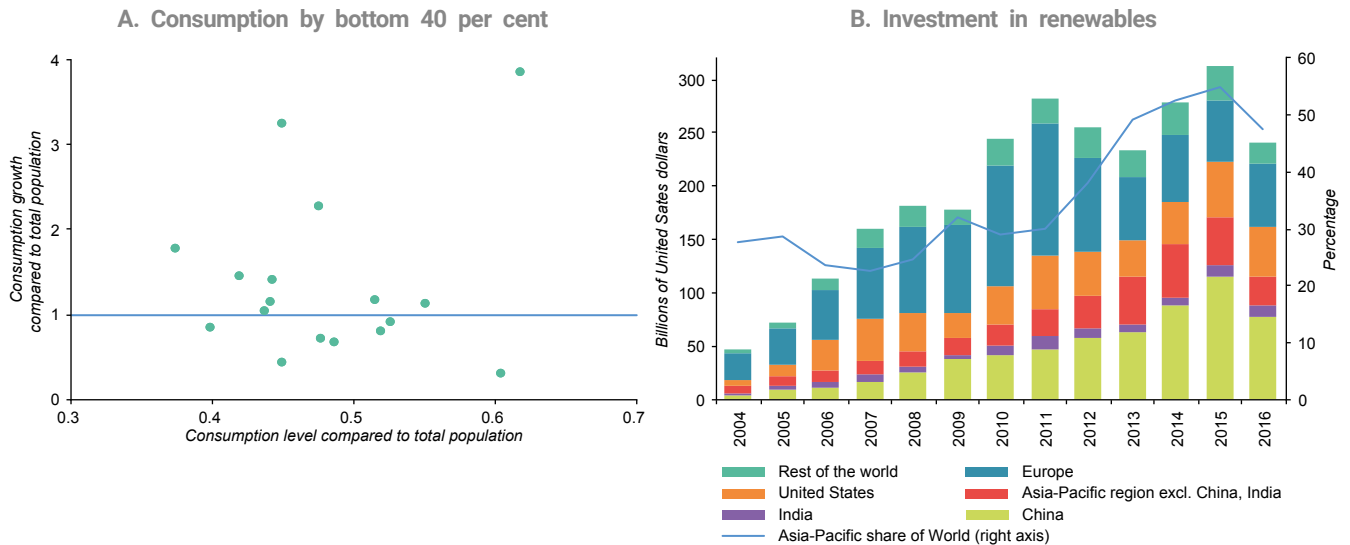 A. Consumption by bottom 40 per cent
4
3
2
1
0
Consumption growth
compared to total population
0.3
0.4
0.5
0.6
0.7
Consumption level compared to total population
B. Investment in renewables
300
250
200
150
100
50
0
Billions of United Sates dollars
60
50
40
30
20
10
0
Percentage
2004
2005
2006
2007
2008
2009
2010
2011
2012
2013
2014
2015
2016
Rest of the world
Europe
United States
Asia-Pacific region excl. China, India
India
China
Asia-Pacific share of World (right axis)